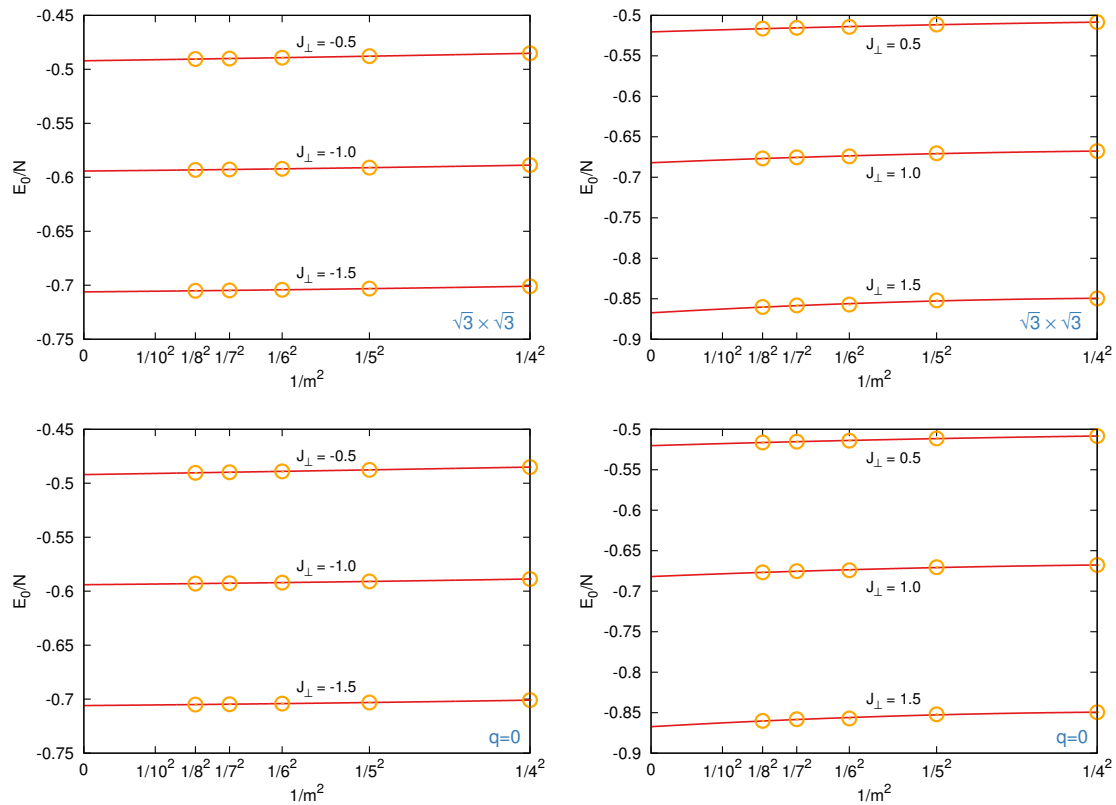 -0.45
-0.5
-0.55
-0.6
-0.65
-0.7
-0.75
E₀/N
J⊥ = -0.5
J⊥ = -1.0
J⊥ = -1.5
√3 × √3
0 1/10² 1/8² 1/7² 1/6² 1/5² 1/4²
1/m²
-0.5
-0.55
-0.6
-0.65
-0.7
-0.75
-0.8
-0.85
-0.9
E₀/N
J⊥ = 0.5
J⊥ = 1.0
J⊥ = 1.5
√3 × √3
0 1/10² 1/8² 1/7² 1/6² 1/5² 1/4²
1/m²
-0.45
-0.5
-0.55
-0.6
-0.65
-0.7
-0.75
E₀/N
J⊥ = -0.5
J⊥ = -1.0
J⊥ = -1.5
q=0
0 1/10² 1/8² 1/7² 1/6² 1/5² 1/4²
1/m²
-0.5
-0.55
-0.6
-0.65
-0.7
-0.75
-0.8
-0.85
-0.9
E₀/N
J⊥ = 0.5
J⊥ = 1.0
J⊥ = 1.5
q=0
0 1/10² 1/8² 1/7² 1/6² 1/5² 1/4²
1/m²